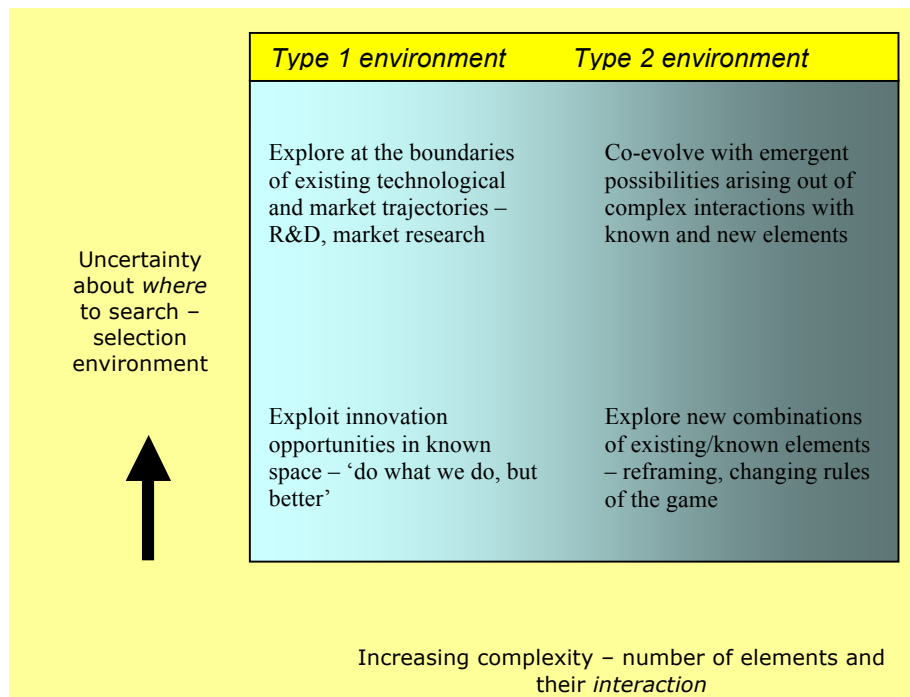 Type 1 environment
Type 2 environment
Explore at the boundaries
of existing technological
and market trajectories –
R&D, market research
Co-evolve with emergent
possibilities arising out of
complex interactions with
known and new elements
Uncertainty
about where
to search –
selection
environment
Exploit innovation
opportunities in known
space – ‘do what we do, but
better’
Explore new combinations
of existing/known elements
– reframing, changing rules
of the game
Increasing complexity – number of elements and
their interaction